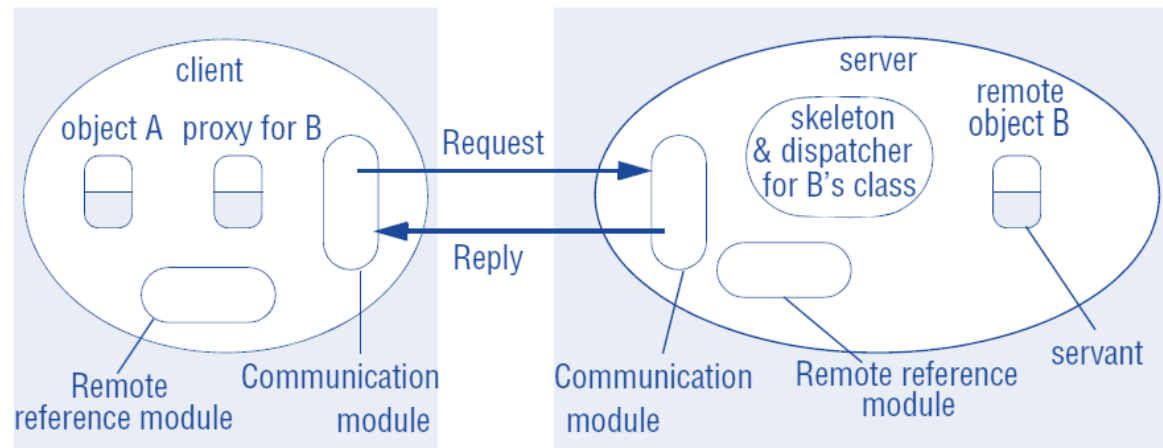 client
object A
proxy for B
Request
Reply
Remote
reference module
Communication
module
server
skeleton
& dispatcher
for B's class
remote
object B
Communication
module
Remote reference
module
servant